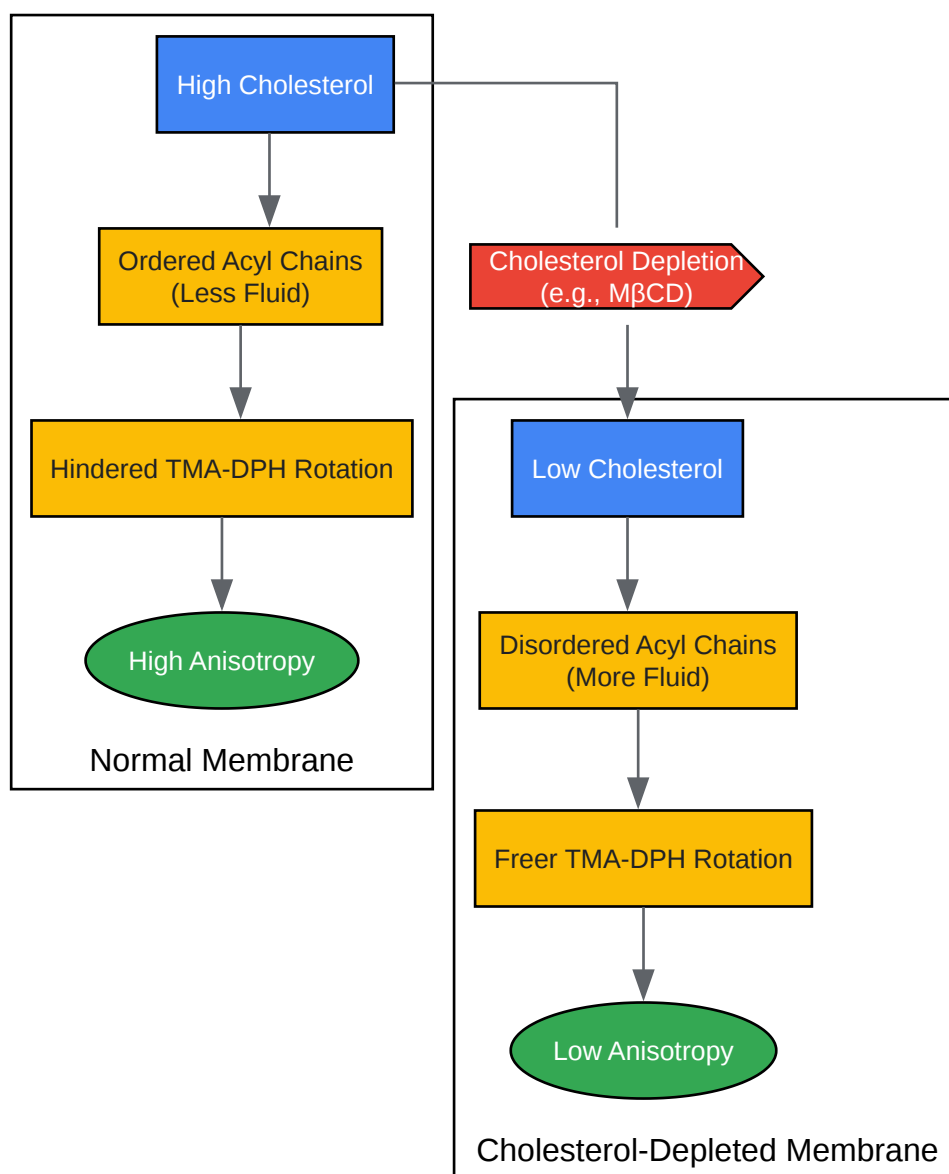 High Cholesterol
Ordered Acyl Chains
(Less Fluid)
Hindered TMA-DPH Rotation
High Anisotropy
Normal Membrane
Cholesterol Depletion
(e.g., MβCD)
Low Cholesterol
Disordered Acyl Chains
(More Fluid)
Freer TMA-DPH Rotation
Low Anisotropy
Cholesterol-Depleted Membrane